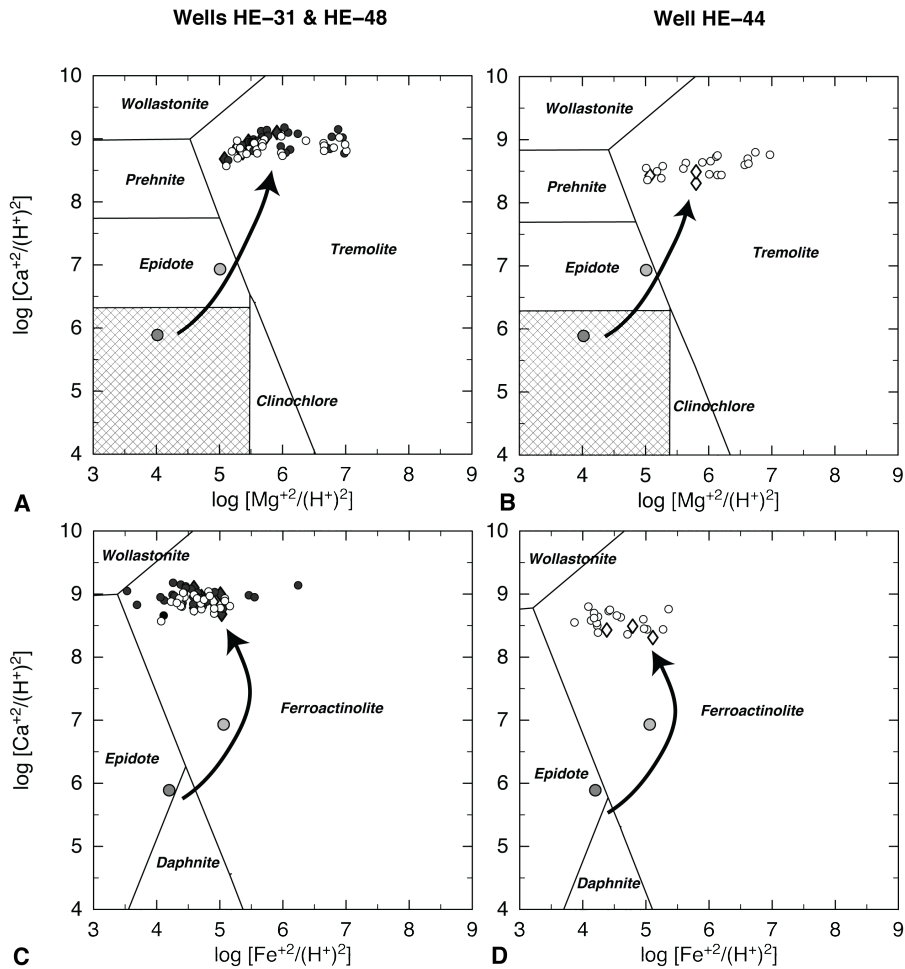 Wells HE–31 & HE–48
Well HE–44
10
9
8
7
6
5
4
log [Ca+2/(H+)2]
Wollastonite
Prehnite
Epidote
Tremolite
Clinochlore
3 4 5 6 7 8 9
A
log [Mg+2/(H+)2]
10
9
8
7
6
5
4
Wollastonite
Prehnite
Epidote
Tremolite
Clinochlore
3 4 5 6 7 8 9
B
log [Mg+2/(H+)2]
10
9
8
7
6
5
4
log [Ca+2/(H+)2]
Wollastonite
Ferroactinolite
Epidote
Daphnite
3 4 5 6 7 8 9
C
log [Fe+2/(H+)2]
10
9
8
7
6
5
4
Wollastonite
Ferroactinolite
Epidote
Daphnite
3 4 5 6 7 8 9
D
log [Fe+2/(H+)2]